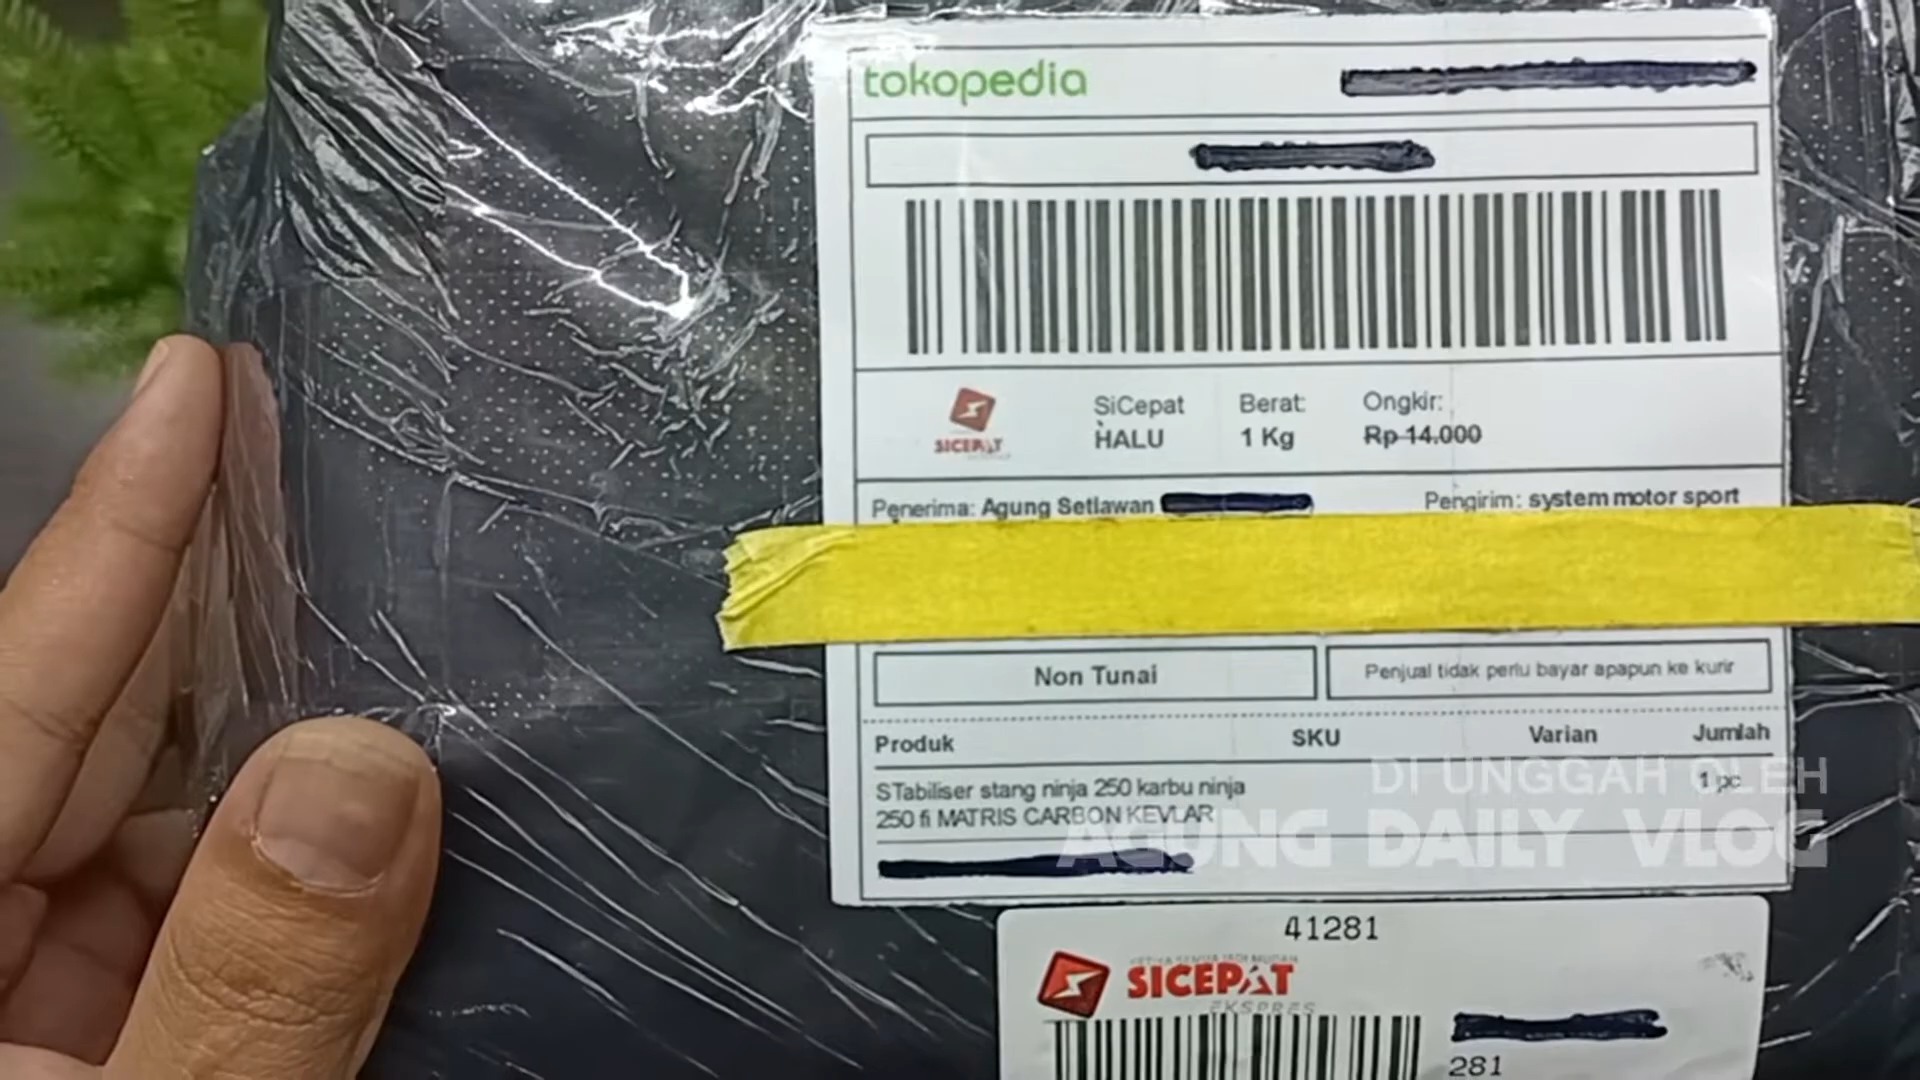 tokopedia
SiCepat Berat: Ongkir:
HALU 1 Kg Rp 14.000
SICEPAT
Penerima: Agung Setiawan Pengirim: system motor sport
Non Tunai Penjual tidak perlu bayar apapun ke kurir
Produk SKU Varian Jumlah
STabiliser stang ninja 250 karbu ninja 1 pc
250 fi MATRIS CARBON KEVLAR
DI UNGGAH OLEH
AGUNG DAILY VLOG
41281
SICEPAT
EKSPRES
281